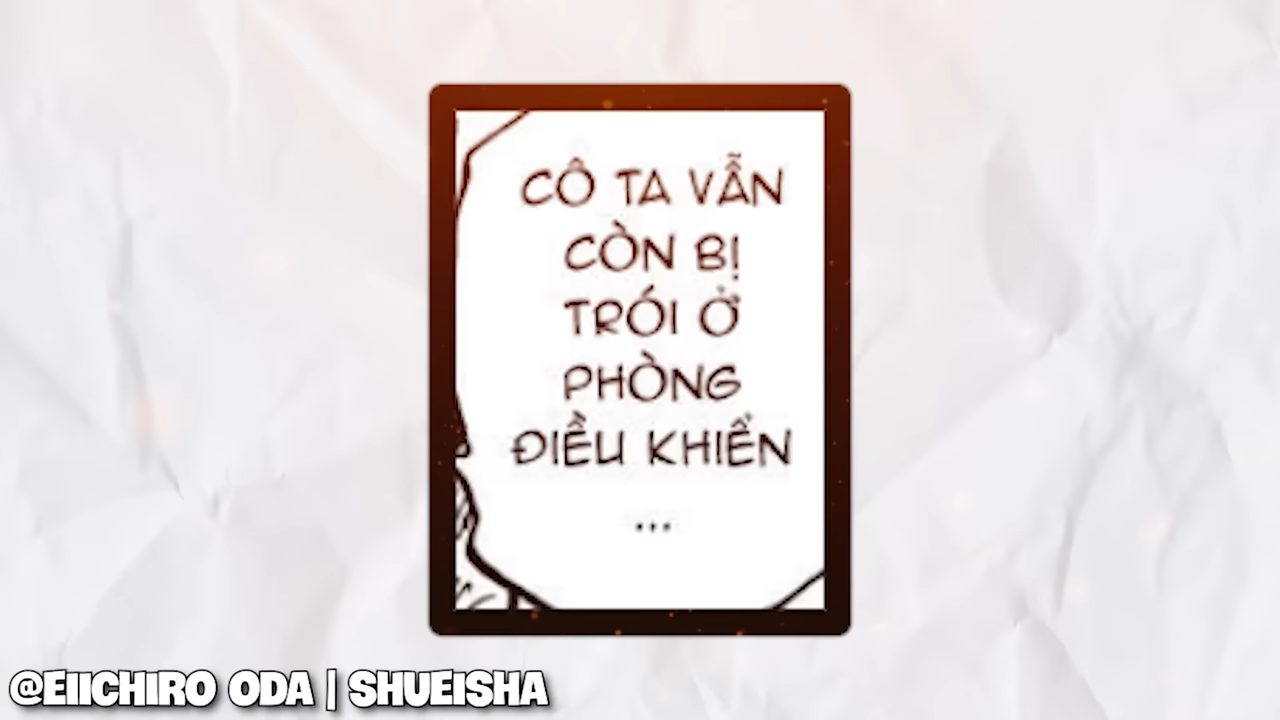 CÔ TA VẪN
CÒN BỊ
TRÓI Ở
PHÒNG
ĐIỀU KHIỂN
...
@EIICHIRO ODA | SHUEISHA